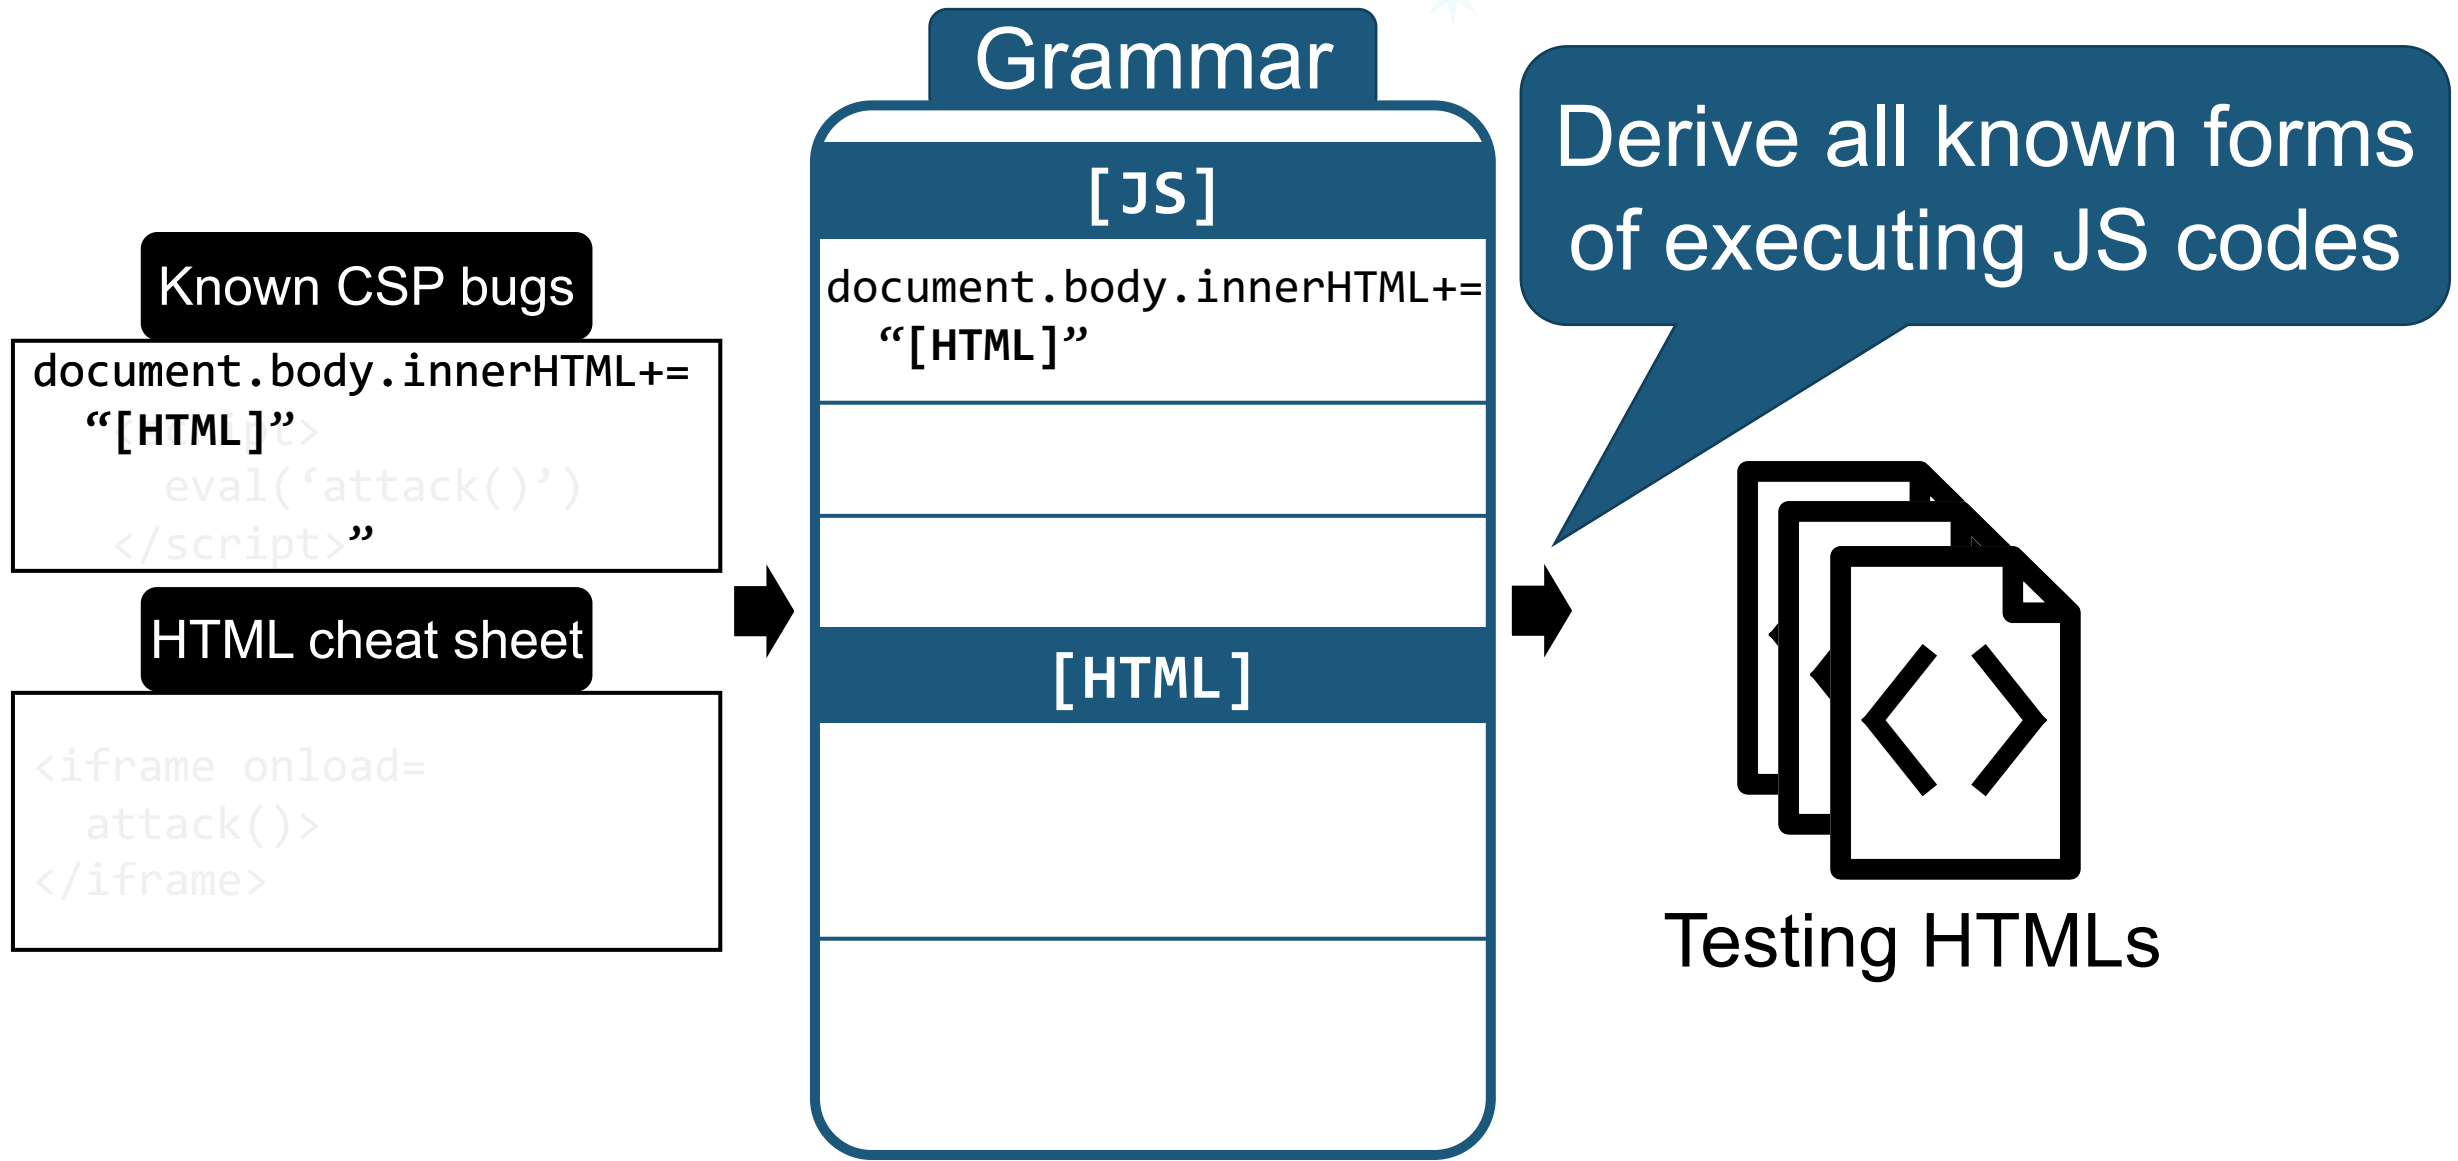 Grammar
Derive all known forms
of executing JS codes
[JS]
Known CSP bugs
document.body.innerHTML+=
“[HTML]”
<script>
eval(‘attack()’)
</script>”
document.body.innerHTML+=
“[HTML]”
HTML cheat sheet
<iframe onload=
attack()>
</iframe>
[HTML]
Testing HTMLs